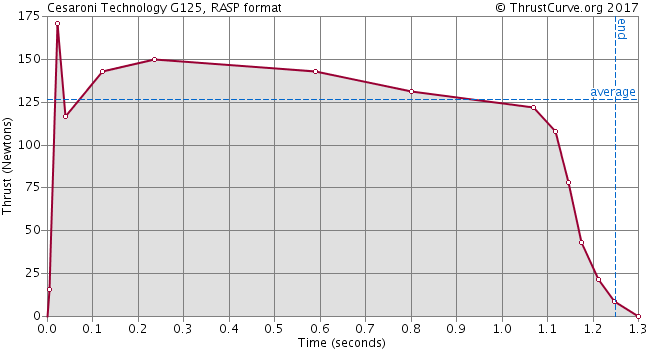 Cesaroni Technology G125, RASP format
© ThrustCurve.org 2017
175
150
125
100
75
50
25
0
Thrust (Newtons)
end
average
0.0 0.1 0.2 0.3 0.4 0.5 0.6 0.7 0.8 0.9 1.0 1.1 1.2 1.3
Time (seconds)